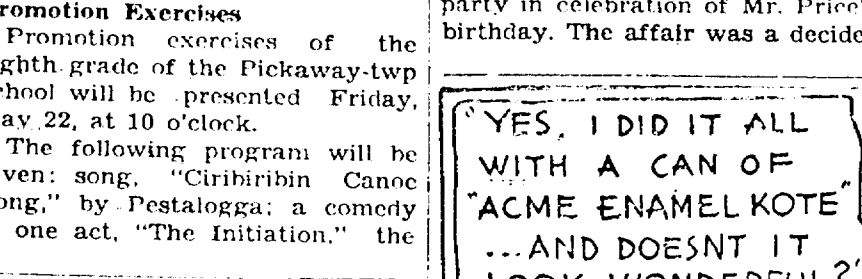 romotion Exercises
Promotion exercises of the
ghth grade of the Pickaway-twp
hool will be presented Friday,
ay 22, at 10 o'clock.
The following program will be
ven: song, "Ciribiribin Canoe
ong," by Pestalogga; a comedy
one act, "The Initiation," the
party in celebration of Mr. Price'
birthday. The affair was a decide
"YES, I DID IT ALL
WITH A CAN OF
"ACME ENAMEL KOTE"
...AND DOESNT IT
LOOK WONDERFUL?"